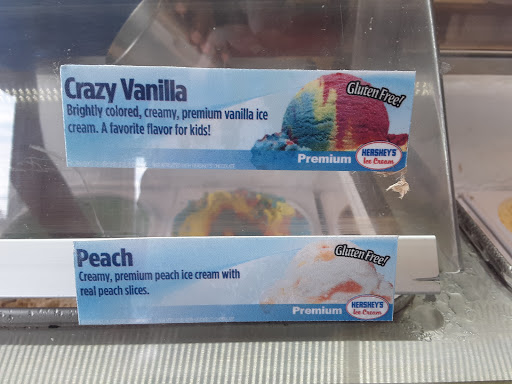 Crazy Vanilla
Brightly colored, creamy, premium vanilla ice
cream. A favorite flavor for kids!
Gluten Free!
Premium
HERSHEY'S
Ice Cream
Peach
Creamy, premium peach ice cream with
real peach slices.
Gluten Free!
Premium
HERSHEY'S
Ice Cream